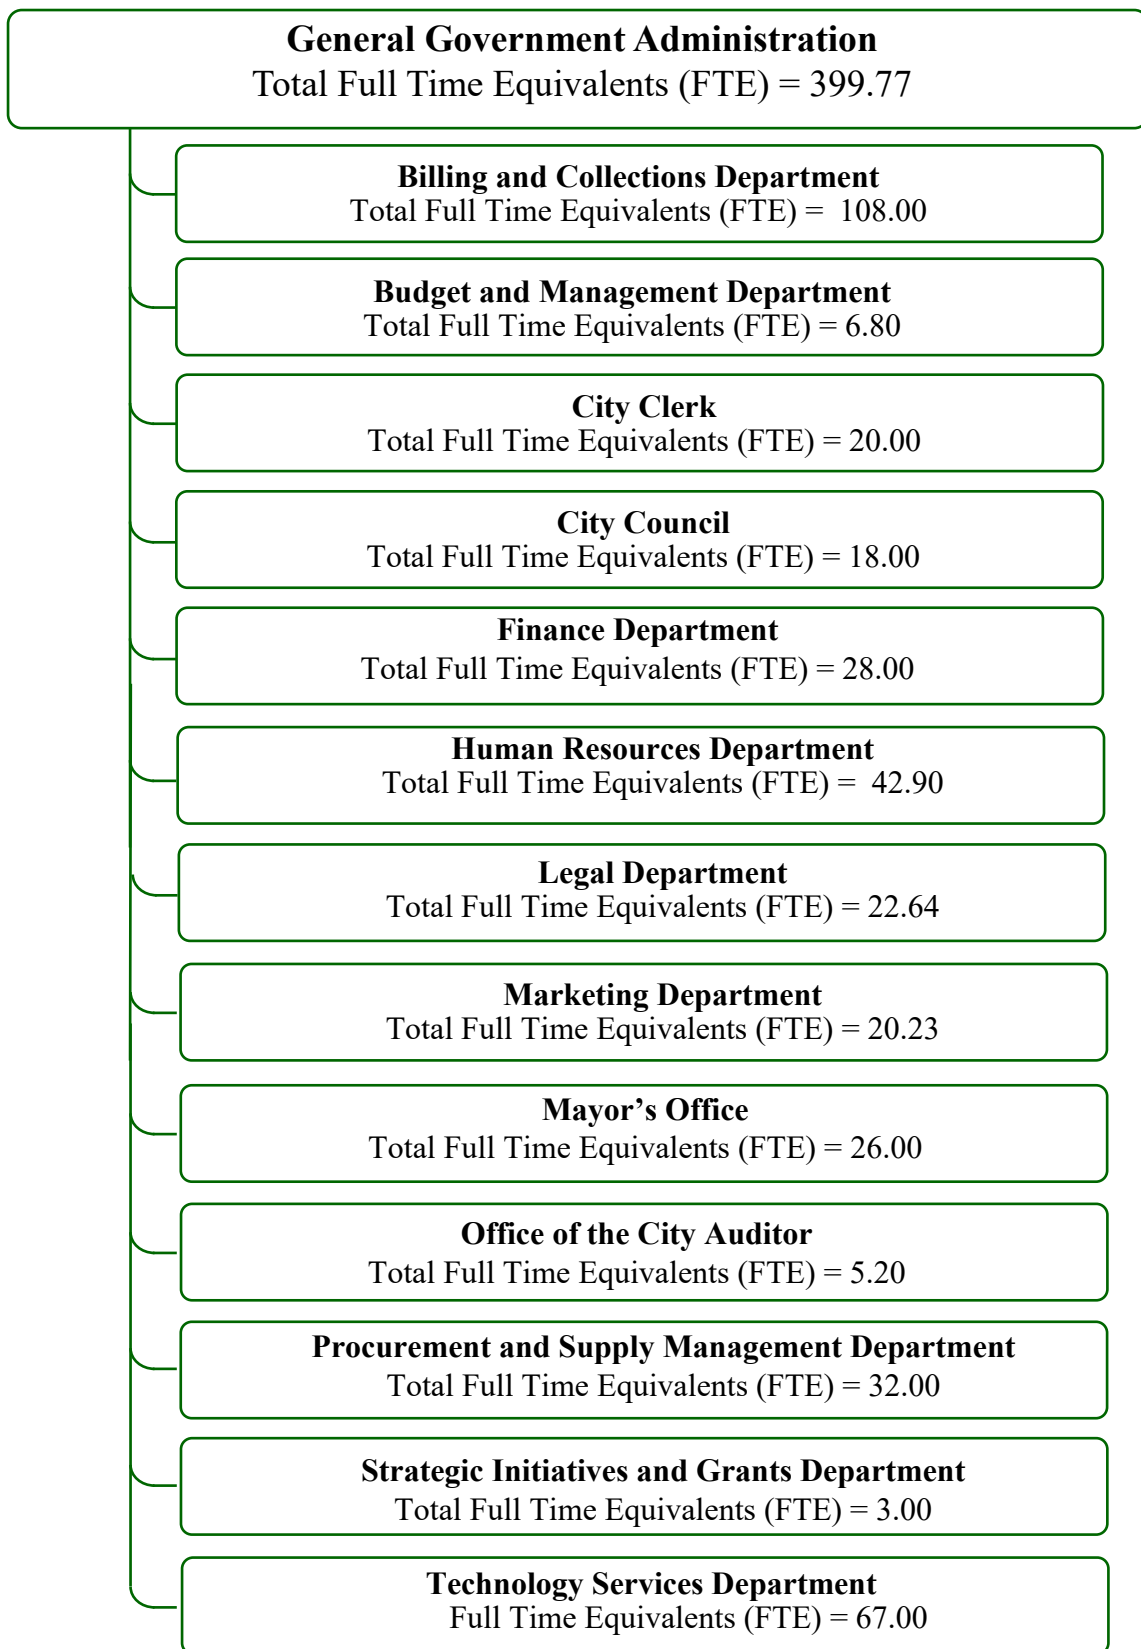 General Government Administration
Total Full Time Equivalents (FTE) = 399.77
Billing and Collections Department
Total Full Time Equivalents (FTE) = 108.00
Budget and Management Department
Total Full Time Equivalents (FTE) = 6.80
City Clerk
Total Full Time Equivalents (FTE) = 20.00
City Council
Total Full Time Equivalents (FTE) = 18.00
Finance Department
Total Full Time Equivalents (FTE) = 28.00
Human Resources Department
Total Full Time Equivalents (FTE) = 42.90
Legal Department
Total Full Time Equivalents (FTE) = 22.64
Marketing Department
Total Full Time Equivalents (FTE) = 20.23
Mayor’s Office
Total Full Time Equivalents (FTE) = 26.00
Office of the City Auditor
Total Full Time Equivalents (FTE) = 5.20
Procurement and Supply Management Department
Total Full Time Equivalents (FTE) = 32.00
Strategic Initiatives and Grants Department
Total Full Time Equivalents (FTE) = 3.00
Technology Services Department
Full Time Equivalents (FTE) = 67.00